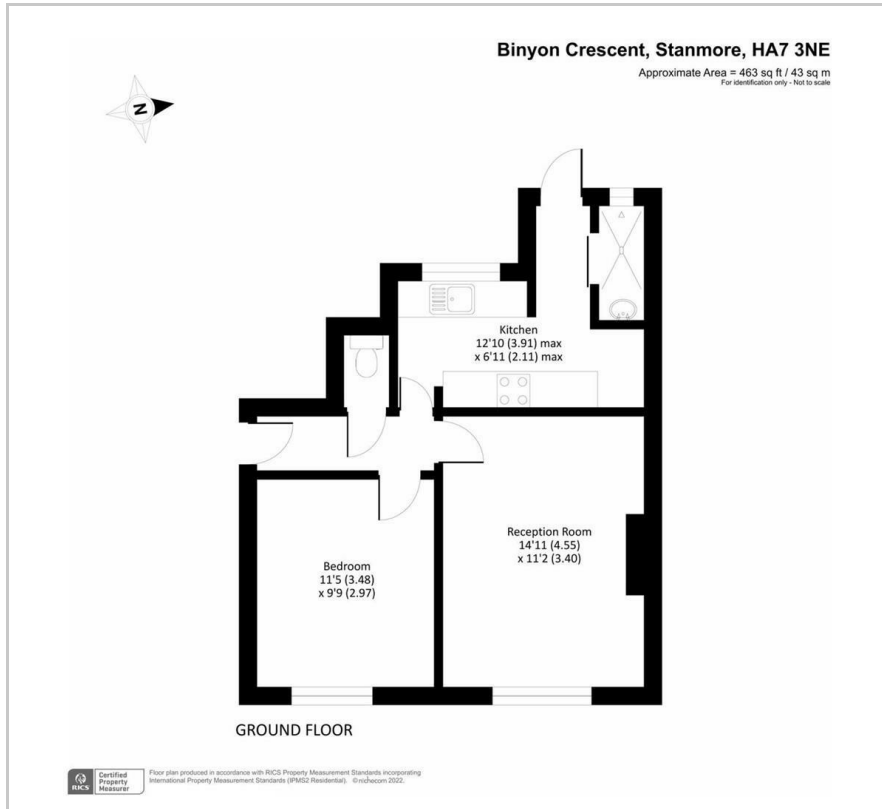 Binyon Crescent, Stanmore, HA7 3NE
Approximate Area = 463 sq ft / 43 sq m
For identification only - Not to scale
N
Kitchen
12'10 (3.91) max
x 6'11 (2.11) max
Reception Room
14'11 (4.55)
x 11'2 (3.40)
Bedroom
11'5 (3.48)
x 9'9 (2.97)
GROUND FLOOR
RICS
Certified
Property
Measurer
Floor plan produced in accordance with RICS Property Measurement Standards incorporating
International Property Measurement Standards (IPMS2 Residential). ©nichecom 2022.